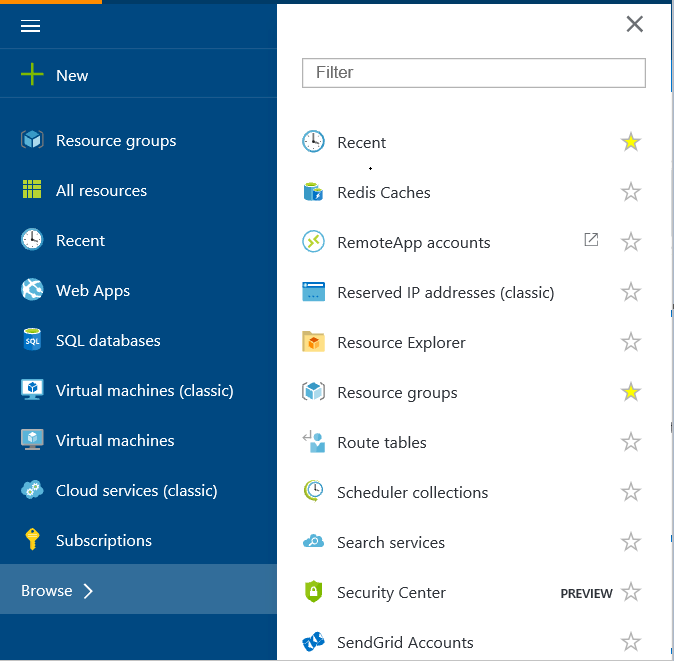 New
Resource groups
All resources
Recent
Web Apps
SQL databases
SQL
Virtual machines (classic)
Virtual machines
Cloud services (classic)
Subscriptions
Browse
Filter
Recent
Redis Caches
RemoteApp accounts
Reserved IP addresses (classic)
Resource Explorer
Resource groups
Route tables
Scheduler collections
Search services
Security Center PREVIEW
SendGrid Accounts